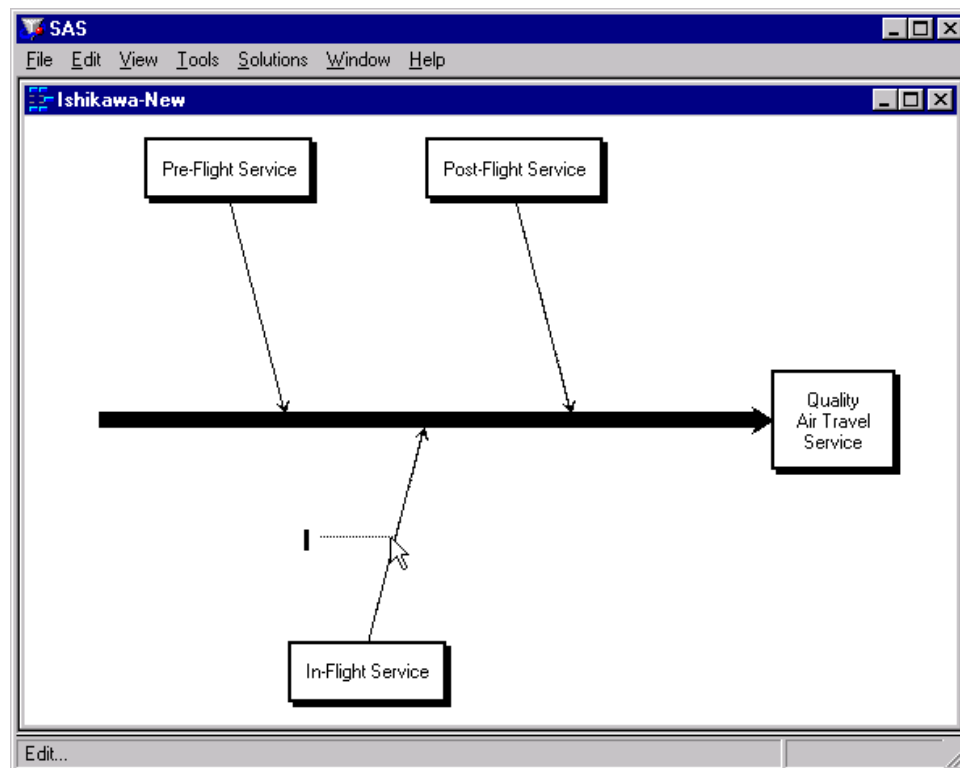 SAS
File Edit View Tools Solutions Window Help
Ishikawa-New
Pre-Flight Service
Post-Flight Service
Quality
Air Travel
Service
In-Flight Service
Edit...